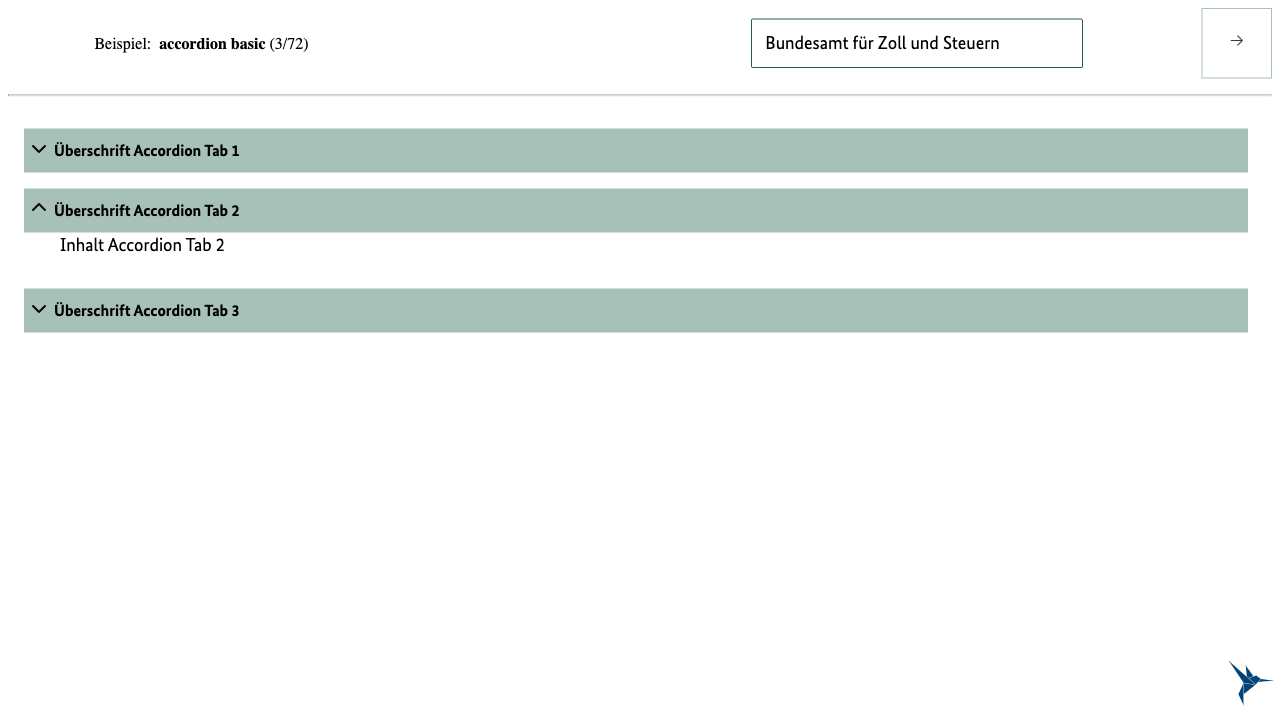 Beispiel: accordion basic (3/72)
Bundesamt für Zoll und Steuern
Überschrift Accordion Tab 1
Überschrift Accordion Tab 2
Inhalt Accordion Tab 2
Überschrift Accordion Tab 3